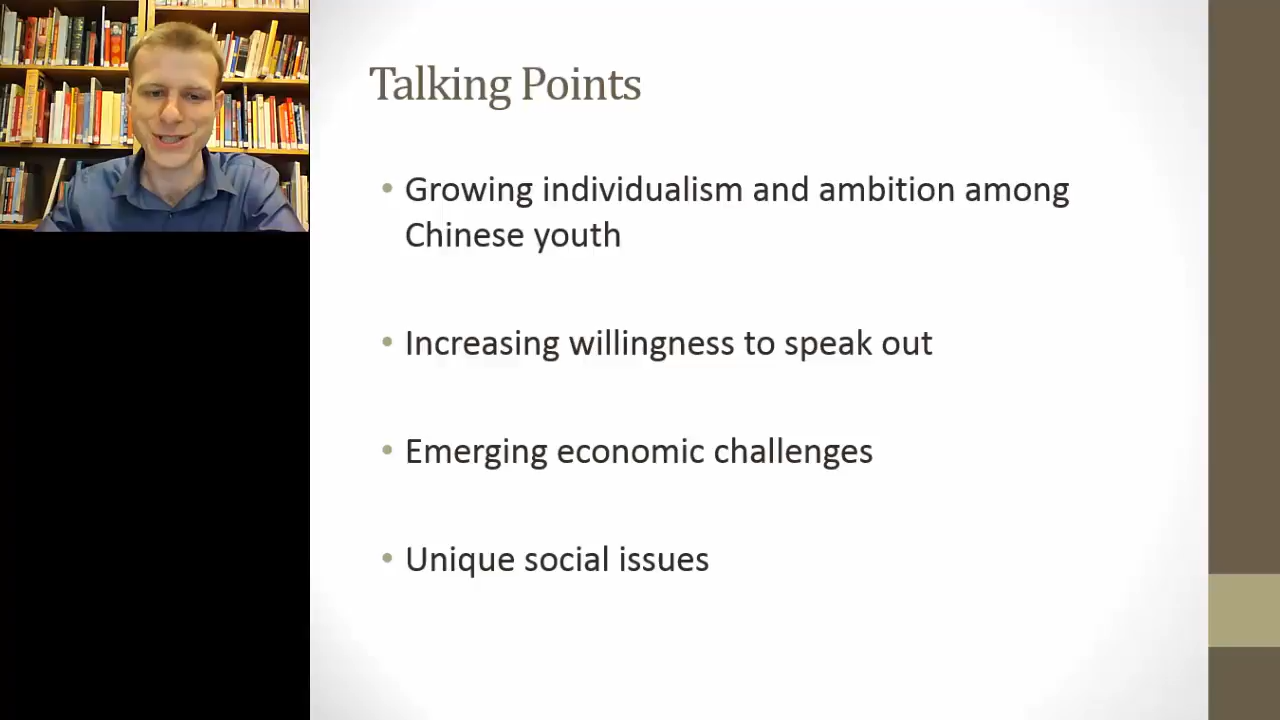 Talking Points
• Growing individualism and ambition among
Chinese youth
• Increasing willingness to speak out
• Emerging economic challenges
• Unique social issues